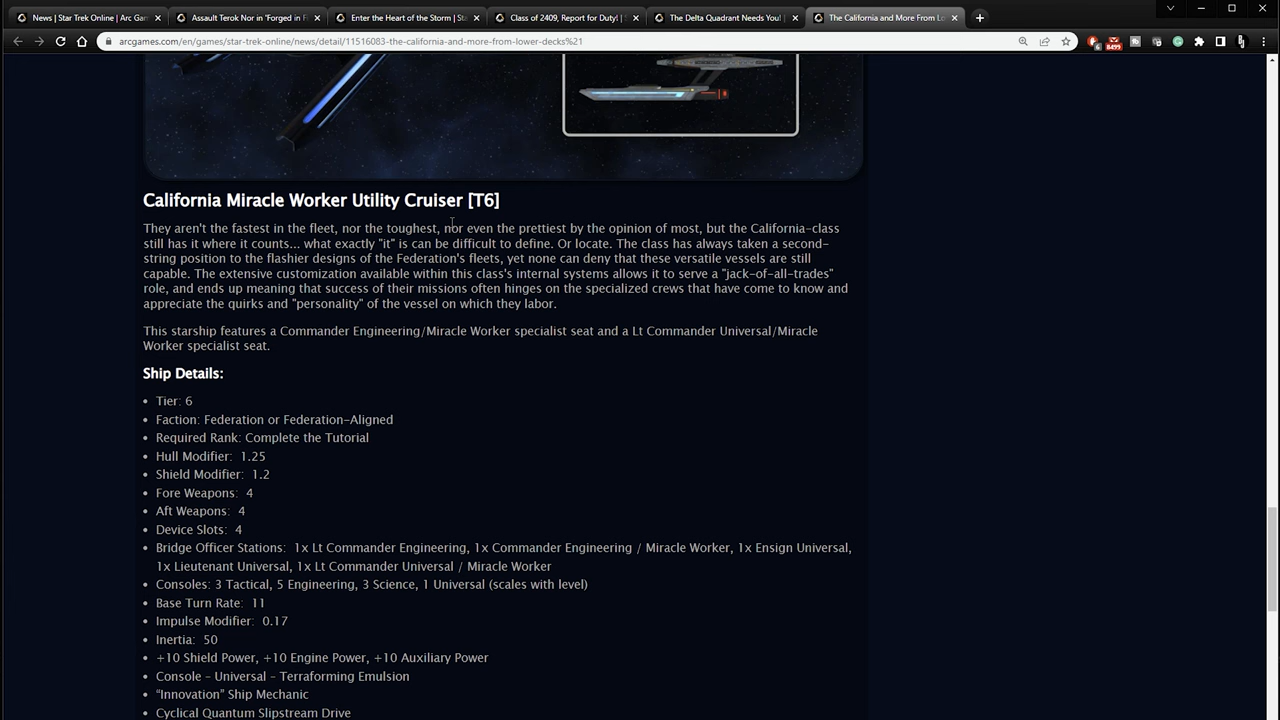 News | Star Trek Online | Arc Gam
Assault Terok Nor in 'Forged in F
Enter the Heart of the Storm | Sta
Class of 2409, Report for Duty! |
The Delta Quadrant Needs You! |
The California and More From Lo
arcgames.com/en/games/star-trek-online/news/detail/11516083-the-california-and-more-from-lower-decks%21
California Miracle Worker Utility Cruiser [T6]
They aren't the fastest in the fleet, nor the toughest, nor even the prettiest by the opinion of most, but the California-class
still has it where it counts... what exactly "it" is can be difficult to define. Or locate. The class has always taken a second-
string position to the flashier designs of the Federation's fleets, yet none can deny that these versatile vessels are still
capable. The extensive customization available within this class's internal systems allows it to serve a "jack-of-all-trades"
role, and ends up meaning that success of their missions often hinges on the specialized crews that have come to know and
appreciate the quirks and "personality" of the vessel on which they labor.
This starship features a Commander Engineering/Miracle Worker specialist seat and a Lt Commander Universal/Miracle
Worker specialist seat.
Ship Details:
• Tier: 6
• Faction: Federation or Federation-Aligned
• Required Rank: Complete the Tutorial
• Hull Modifier: 1.25
• Shield Modifier: 1.2
• Fore Weapons: 4
• Aft Weapons: 4
• Device Slots: 4
• Bridge Officer Stations: 1x Lt Commander Engineering, 1x Commander Engineering / Miracle Worker, 1x Ensign Universal,
1x Lieutenant Universal, 1x Lt Commander Universal / Miracle Worker
• Consoles: 3 Tactical, 5 Engineering, 3 Science, 1 Universal (scales with level)
• Base Turn Rate: 11
• Impulse Modifier: 0.17
• Inertia: 50
• +10 Shield Power, +10 Engine Power, +10 Auxiliary Power
• Console - Universal - Terraforming Emulsion
• "Innovation" Ship Mechanic
• Cyclical Quantum Slipstream Drive